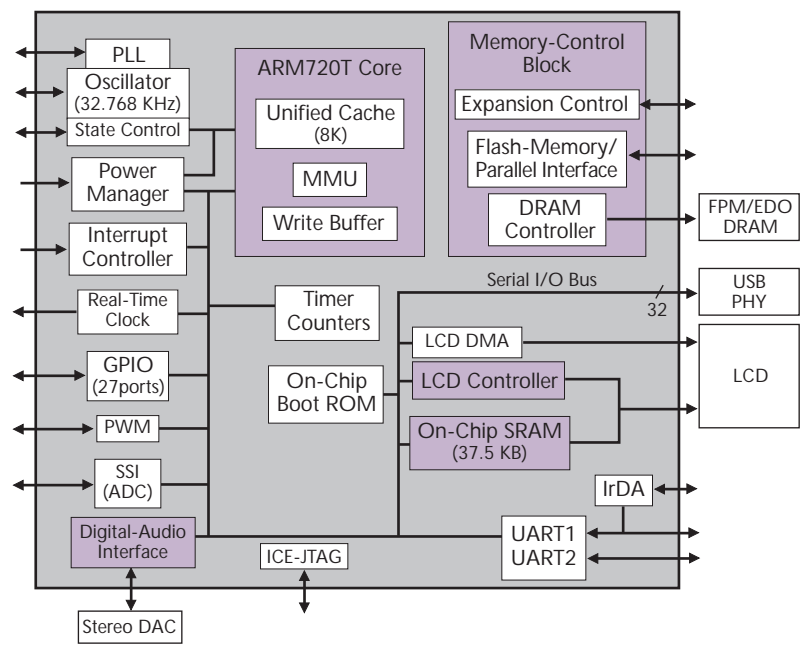 PLL
Oscillator
(32.768 KHz)
State Control
Power
Manager
Interrupt
Controller
Real-Time
Clock
GPIO
(27ports)
PWM
SSI
(ADC)
Digital-Audio
Interface
Stereo DAC
ARM720T Core
Unified Cache
(8K)
MMU
Write Buffer
Timer
Counters
On-Chip
Boot ROM
ICE-JTAG
Memory-Control
Block
Expansion Control
Flash-Memory/
Parallel Interface
DRAM
Controller
Serial I/O Bus
32
LCD DMA
LCD Controller
On-Chip SRAM
(37.5 KB)
IrDA
UART1
UART2
FPM/EDO
DRAM
USB
PHY
LCD